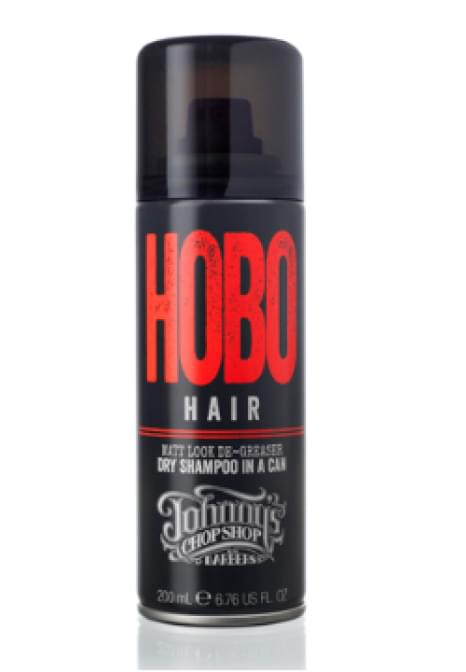 HOBO
HAIR
MATT LOOK DE-GREASER
DRY SHAMPOO IN A CAN
Johnny's
CHOP SHOP
BARBERS
200 mL ℮ 6.76 US FL. OZ